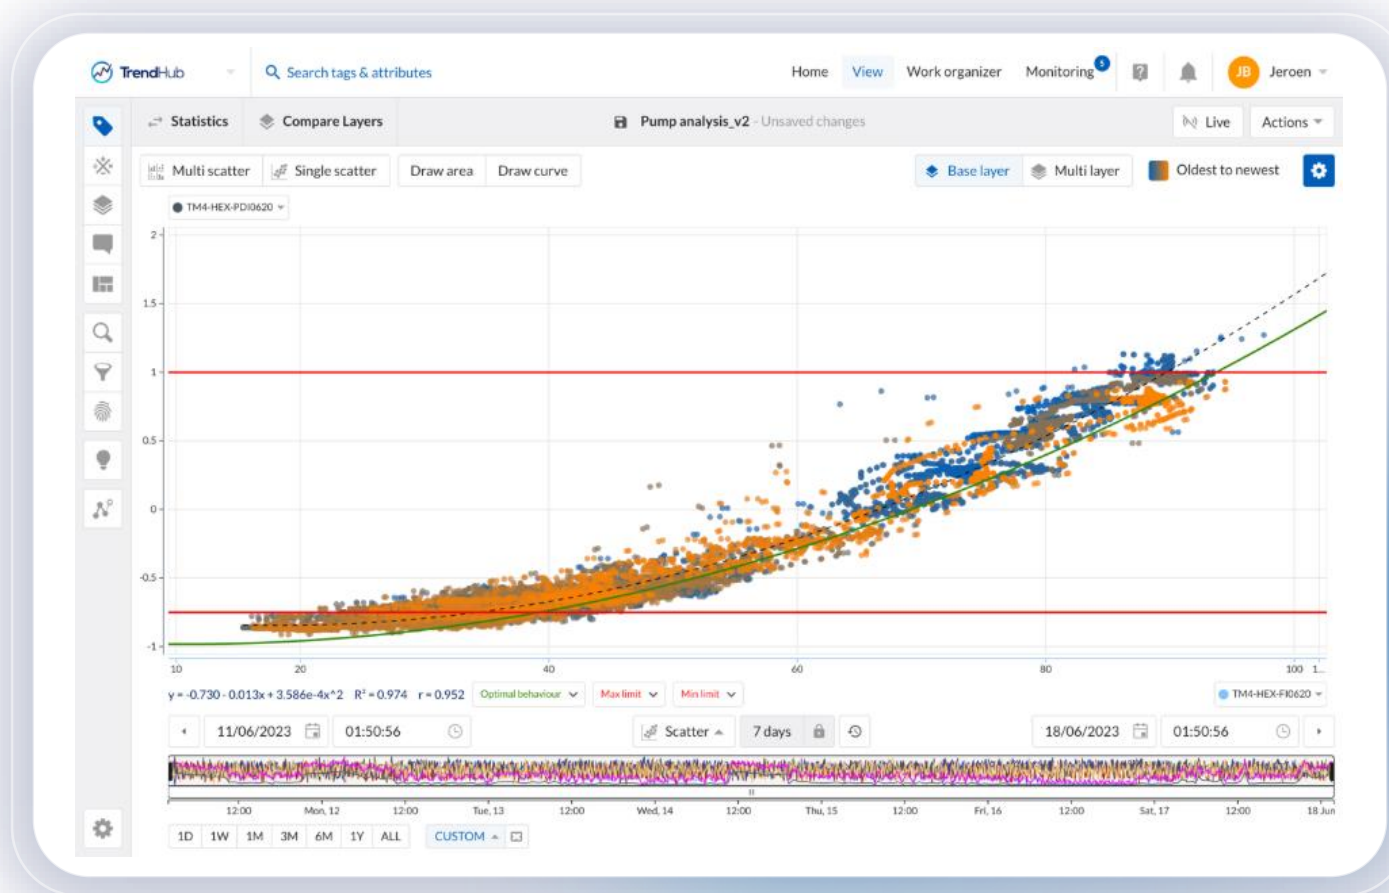 TrendHub Search tags & attributes Home View Work organizer Monitoring 5 JB Jeroen
Statistics Compare Layers Pump analysis_v2 - Unsaved changes Live Actions
Multi scatter Single scatter Draw area Draw curve Base layer Multi layer Oldest to newest
TM4-HEX-PDI0620
2
1.5
1
0.5
0
-0.5
-1
10 20 40 60 80 100 1...
y = -0.730 - 0.013x + 3.586e-4x^2 R² = 0.974 r = 0.952 Optimal behaviour Max limit Min limit TM4-HEX-FI0620
11/06/2023 01:50:56 Scatter 7 days 18/06/2023 01:50:56
12:00 Mon, 12 12:00 Tue, 13 12:00 Wed, 14 12:00 Thu, 15 12:00 Fri, 16 12:00 Sat, 17 12:00 18 Jun
1D 1W 1M 3M 6M 1Y ALL CUSTOM